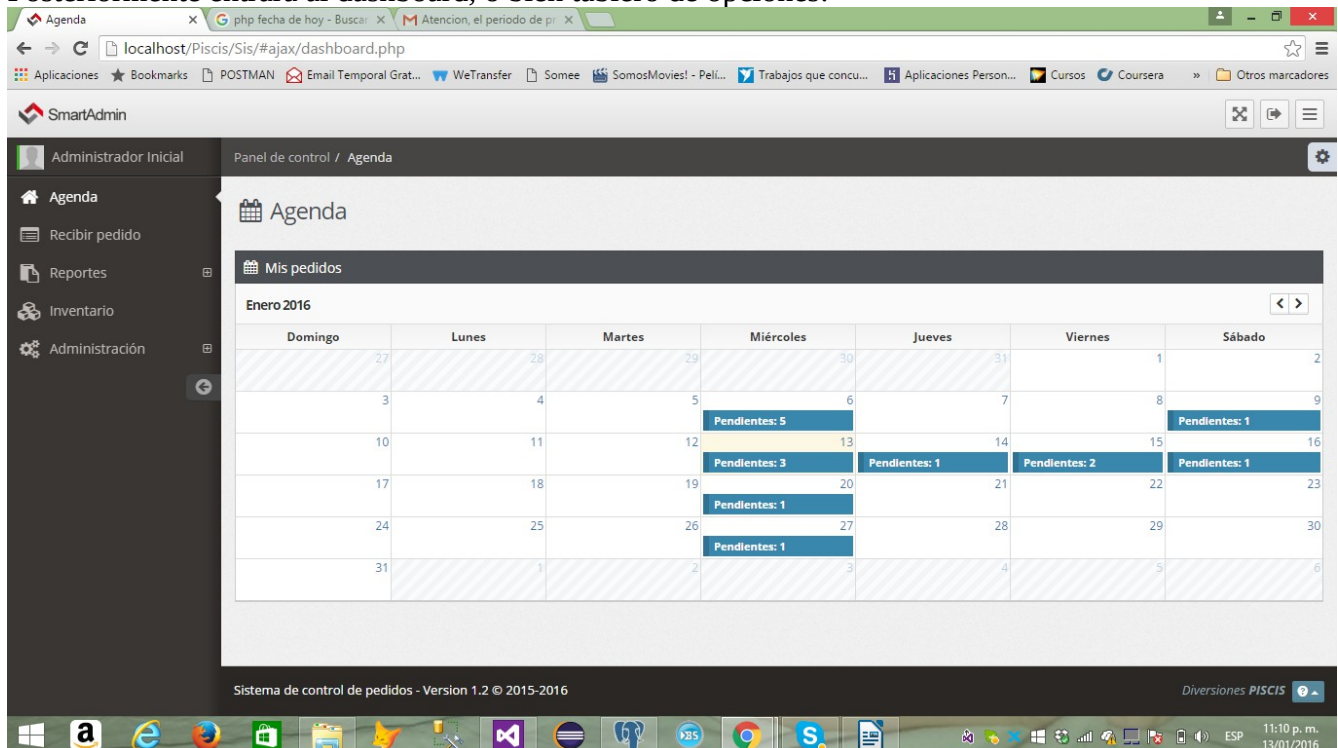 Posteriormente entrará al dashboard, o bien tablero de opciones.
Agenda
php fecha de hoy - Buscar
Atencion, el periodo de pr
localhost/Piscis/Sis/#ajax/dashboard.php
Aplicaciones Bookmarks POSTMAN Email Temporal Grat... WeTransfer Somee SomosMovies! - Pelí... Trabajos que concu... Aplicaciones Person... Cursos Coursera » Otros marcadores
SmartAdmin
Administrador Inicial
Panel de control / Agenda
Agenda
Recibir pedido
Reportes
Inventario
Administración
Agenda
Mis pedidos
Enero 2016
Domingo Lunes Martes Miércoles Jueves Viernes Sábado
27 28 29 30 31 1 2
3 4 5 6 7 8 9
Pendientes: 5 Pendientes: 1
10 11 12 13 14 15 16
Pendientes: 3 Pendientes: 1 Pendientes: 2 Pendientes: 1
17 18 19 20 21 22 23
Pendientes: 1
24 25 26 27 28 29 30
Pendientes: 1
31 1 2 3 4 5 6
Sistema de control de pedidos - Version 1.2 © 2015-2016
Diversiones PISCIS
ESP
11:10 p. m.
13/01/2016